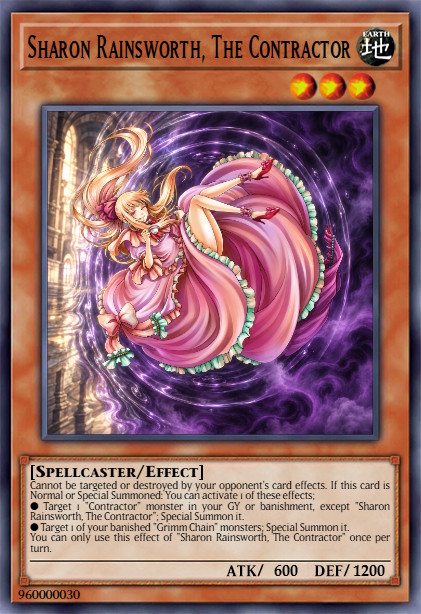 Sharon Rainsworth, The Contractor
EARTH
地
[Spellcaster/Effect]
Cannot be targeted or destroyed by your opponent's card effects. If this card is
Normal or Special Summoned: You can activate 1 of these effects;
● Target 1 "Contractor" monster in your GY or banishment, except "Sharon
Rainsworth, The Contractor"; Special Summon it.
● Target 1 of your banished "Grimm Chain" monsters; Special Summon it.
You can only use this effect of "Sharon Rainsworth, The Contractor" once per
turn.
ATK/ 600 DEF/1200
960000030